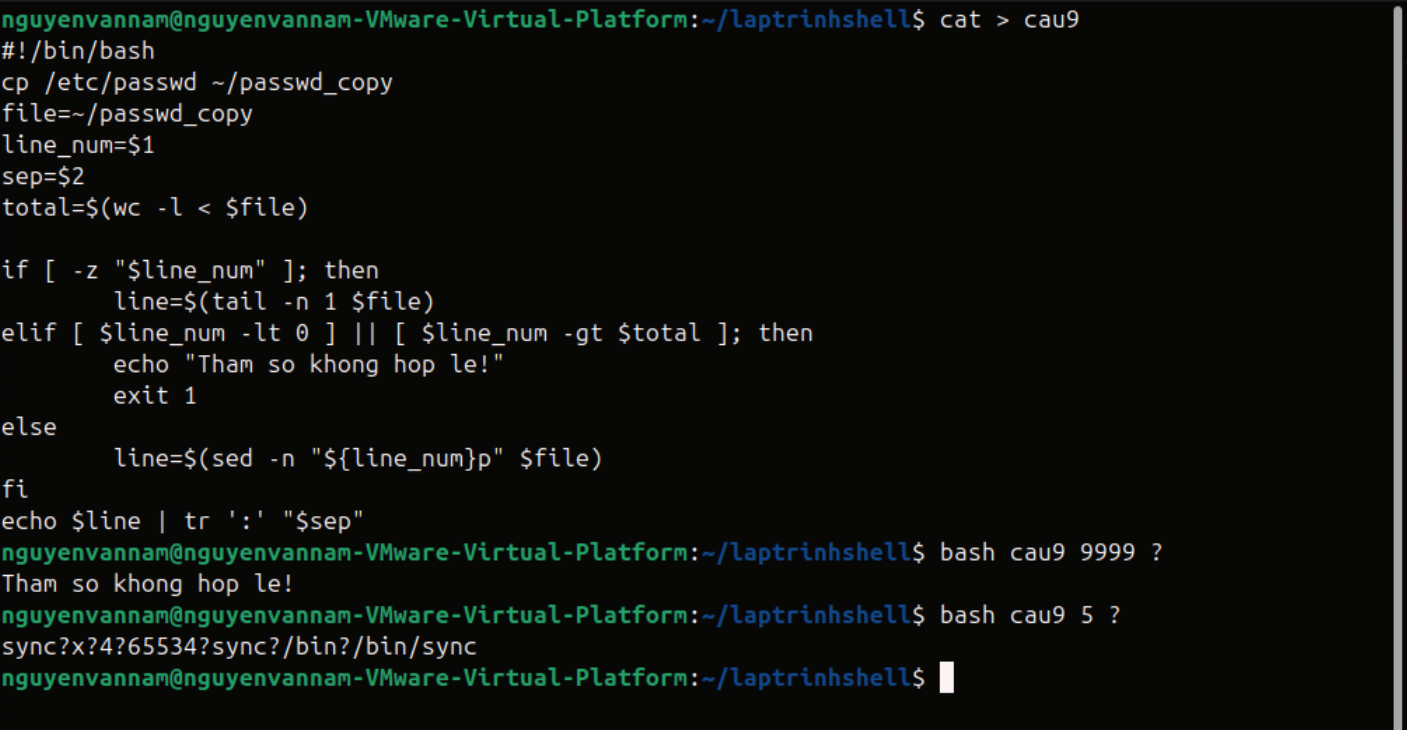 nguyenvannam@nguyenvannam-VMware-Virtual-Platform:~/laptrinhshell$ cat > cau9
#!/bin/bash
cp /etc/passwd ~/passwd_copy
file=~/passwd_copy
line_num=$1
sep=$2
total=$(wc -l < $file)

if [ -z "$line_num" ]; then
        line=$(tail -n 1 $file)
elif [ $line_num -lt 0 ] || [ $line_num -gt $total ]; then
        echo "Tham so khong hop le!"
        exit 1
else
        line=$(sed -n "${line_num}p" $file)
fi
echo $line | tr ':' "$sep"
nguyenvannam@nguyenvannam-VMware-Virtual-Platform:~/laptrinhshell$ bash cau9 9999 ?
Tham so khong hop le!
nguyenvannam@nguyenvannam-VMware-Virtual-Platform:~/laptrinhshell$ bash cau9 5 ?
sync?x?4?65534?sync?/bin?/bin/sync
nguyenvannam@nguyenvannam-VMware-Virtual-Platform:~/laptrinhshell$